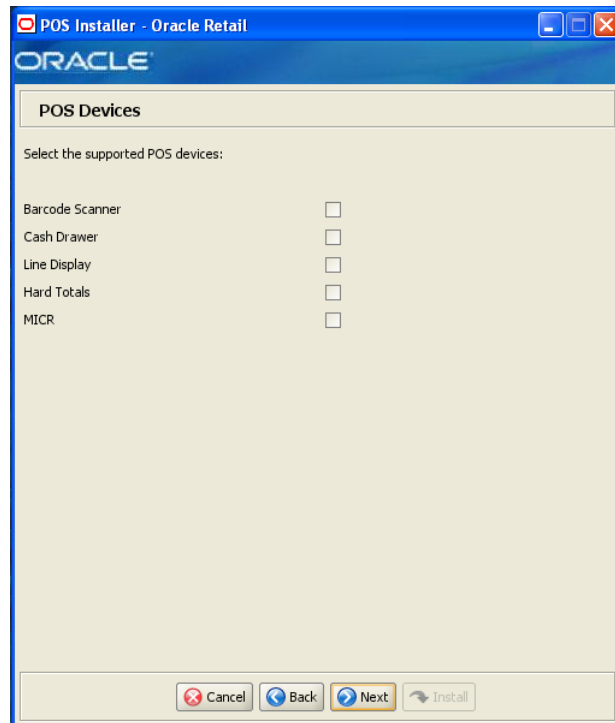 POS Installer - Oracle Retail
ORACLE
POS Devices
Select the supported POS devices:
Barcode Scanner
Cash Drawer
Line Display
Hard Totals
MICR
Cancel Back Next Install